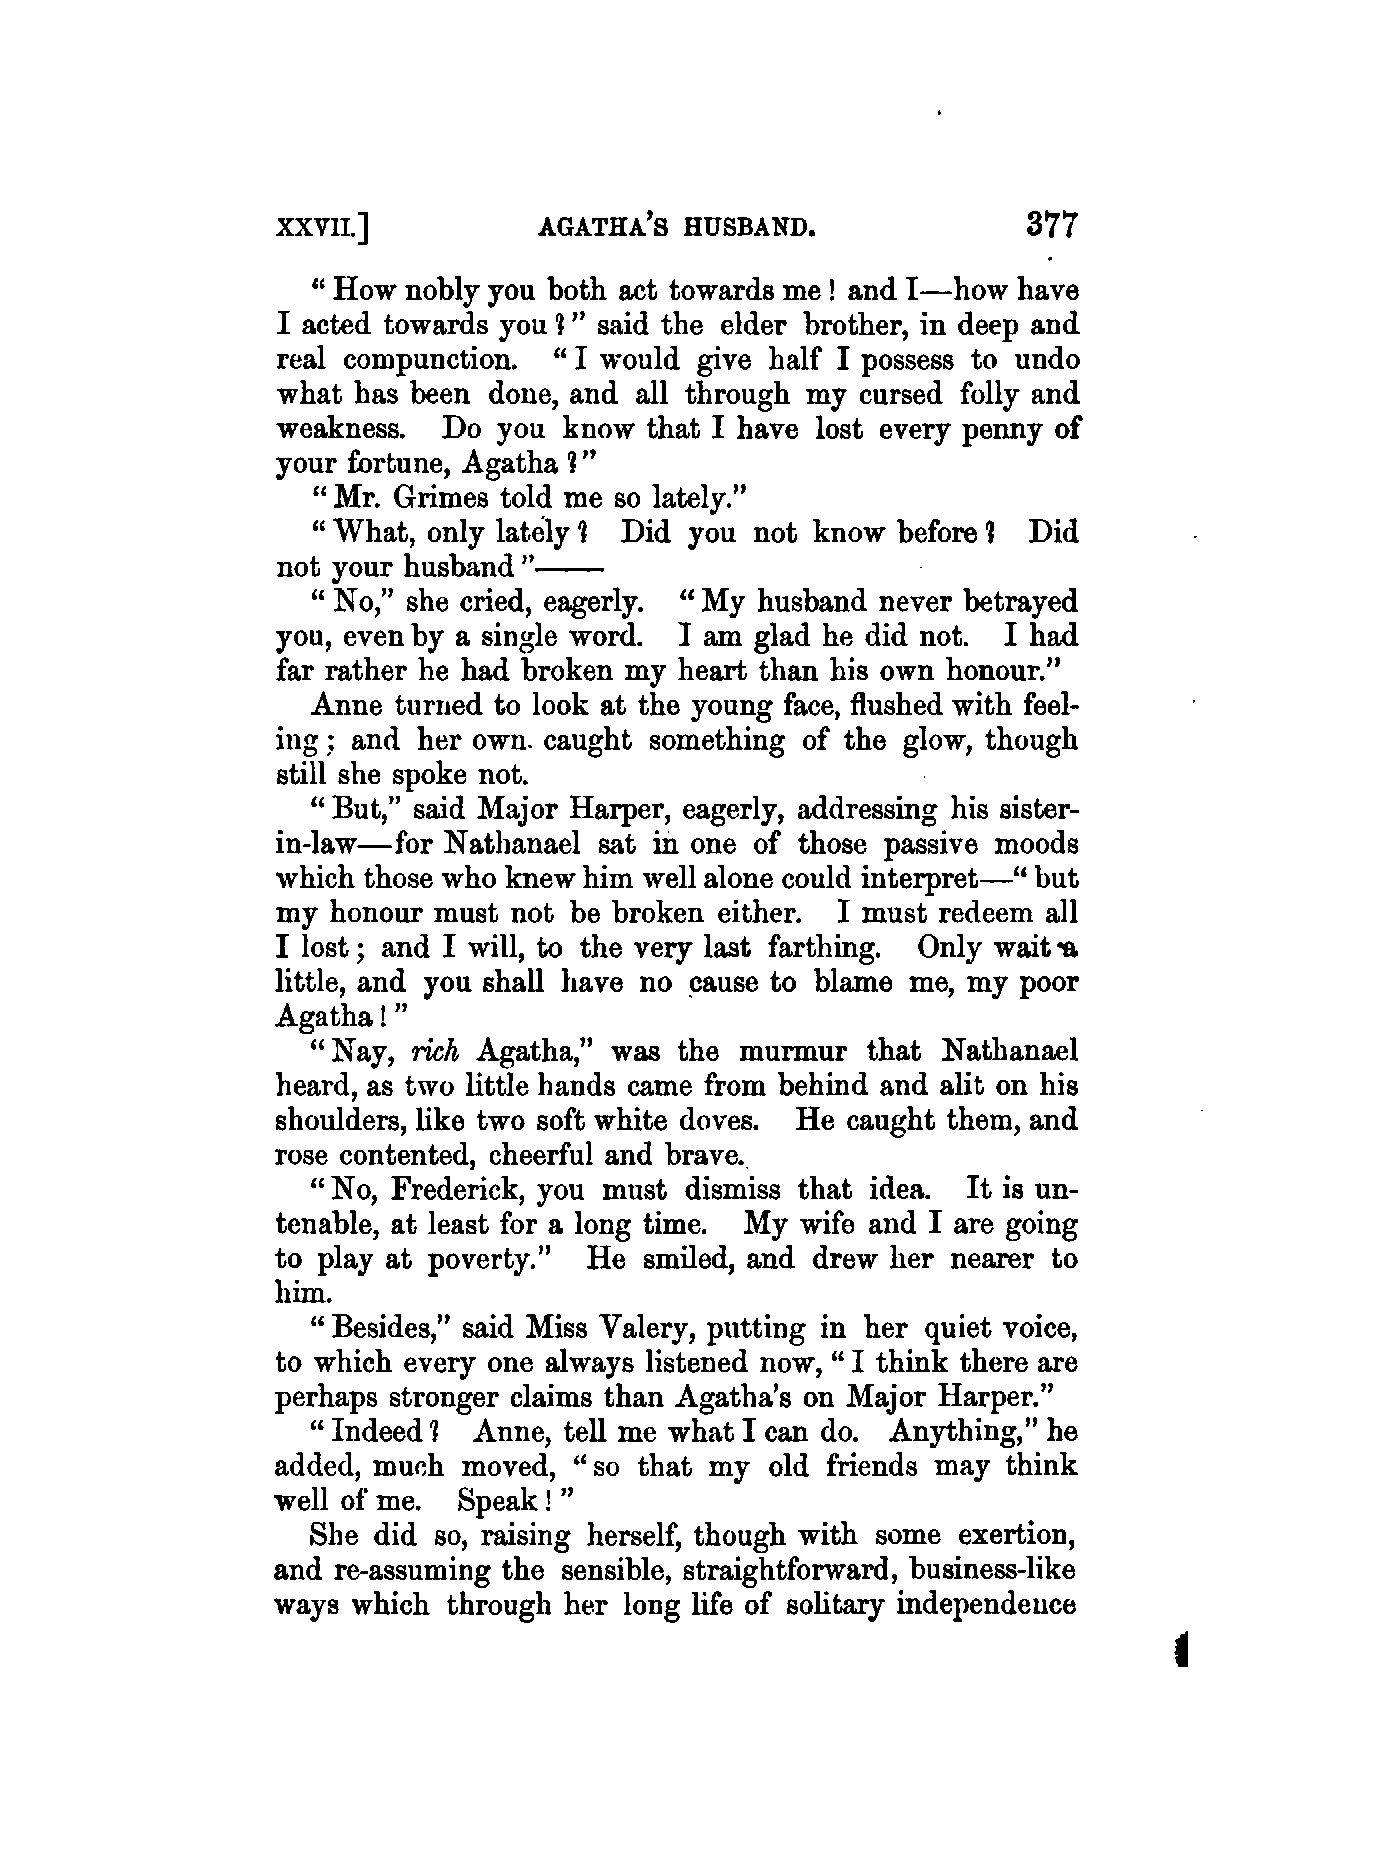 XXVII.] AGATHA'S HUSBAND. 377
“ How nobly you both act towards me ! and I—how have
I acted towards you ? ” said the elder brother, in deep and
real compunction. “ I would give half I possess to undo
what has been done, and all through my cursed folly and
weakness. Do you know that I have lost every penny of
your fortune, Agatha ? ”
“ Mr. Grimes told me so lately.”
“ What, only lately ? Did you not know before ? Did
not your husband ”——
“ No,” she cried, eagerly. “ My husband never betrayed
you, even by a single word. I am glad he did not. I had
far rather he had broken my heart than his own honour.”
Anne turned to look at the young face, flushed with feel-
ing ; and her own. caught something of the glow, though
still she spoke not.
“ But,” said Major Harper, eagerly, addressing his sister-
in-law—for Nathanael sat in one of those passive moods
which those who knew him well alone could interpret—“ but
my honour must not be broken either. I must redeem all
I lost ; and I will, to the very last farthing. Only wait a
little, and you shall have no cause to blame me, my poor
Agatha ! ”
“ Nay, rich Agatha,” was the murmur that Nathanael
heard, as two little hands came from behind and alit on his
shoulders, like two soft white doves. He caught them, and
rose contented, cheerful and brave.
“ No, Frederick, you must dismiss that idea. It is un-
tenable, at least for a long time. My wife and I are going
to play at poverty.” He smiled, and drew her nearer to
him.
“ Besides,” said Miss Valery, putting in her quiet voice,
to which every one always listened now, “ I think there are
perhaps stronger claims than Agatha's on Major Harper.”
“ Indeed ? Anne, tell me what I can do. Anything,” he
added, much moved, “ so that my old friends may think
well of me. Speak ! ”
She did so, raising herself, though with some exertion,
and re-assuming the sensible, straightforward, business-like
ways which through her long life of solitary independence